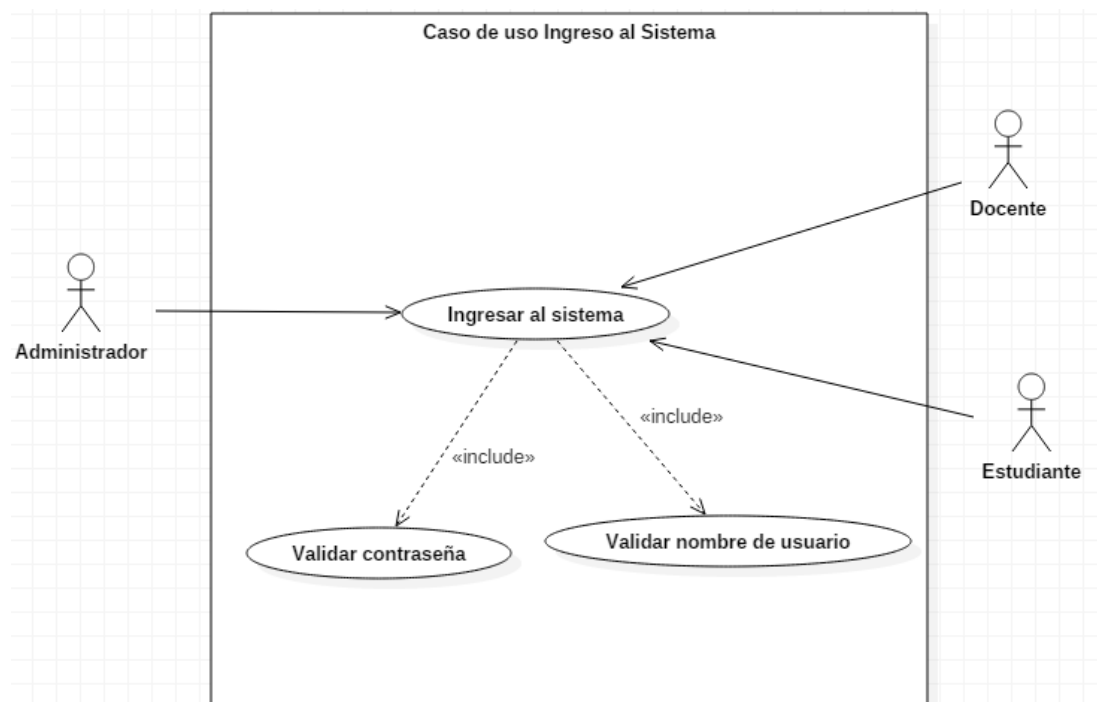 Caso de uso Ingreso al Sistema
Docente
Ingresar al sistema
Administrador
«include»
«include»
Estudiante
Validar contraseña
Validar nombre de usuario